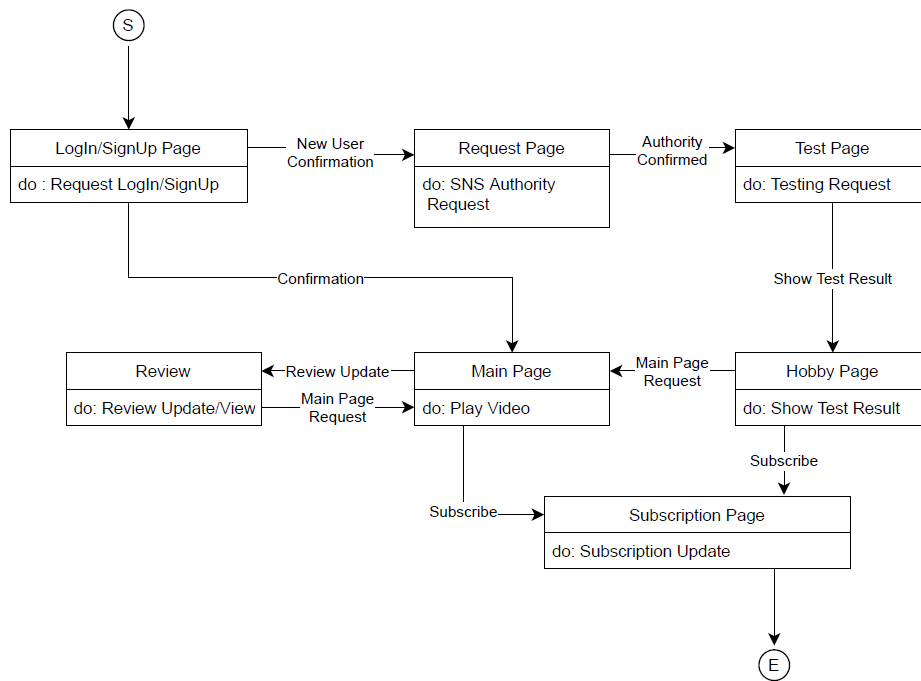 S
LogIn/SignUp Page
do : Request LogIn/SignUp
New User
Confirmation
Request Page
do: SNS Authority
Request
Authority
Confirmed
Test Page
do: Testing Request
Confirmation
Show Test Result
Review
do: Review Update/View
Review Update
Main Page
Request
Main Page
do: Play Video
Main Page
Request
Hobby Page
do: Show Test Result
Subscribe
Subscribe
Subscription Page
do: Subscription Update
E